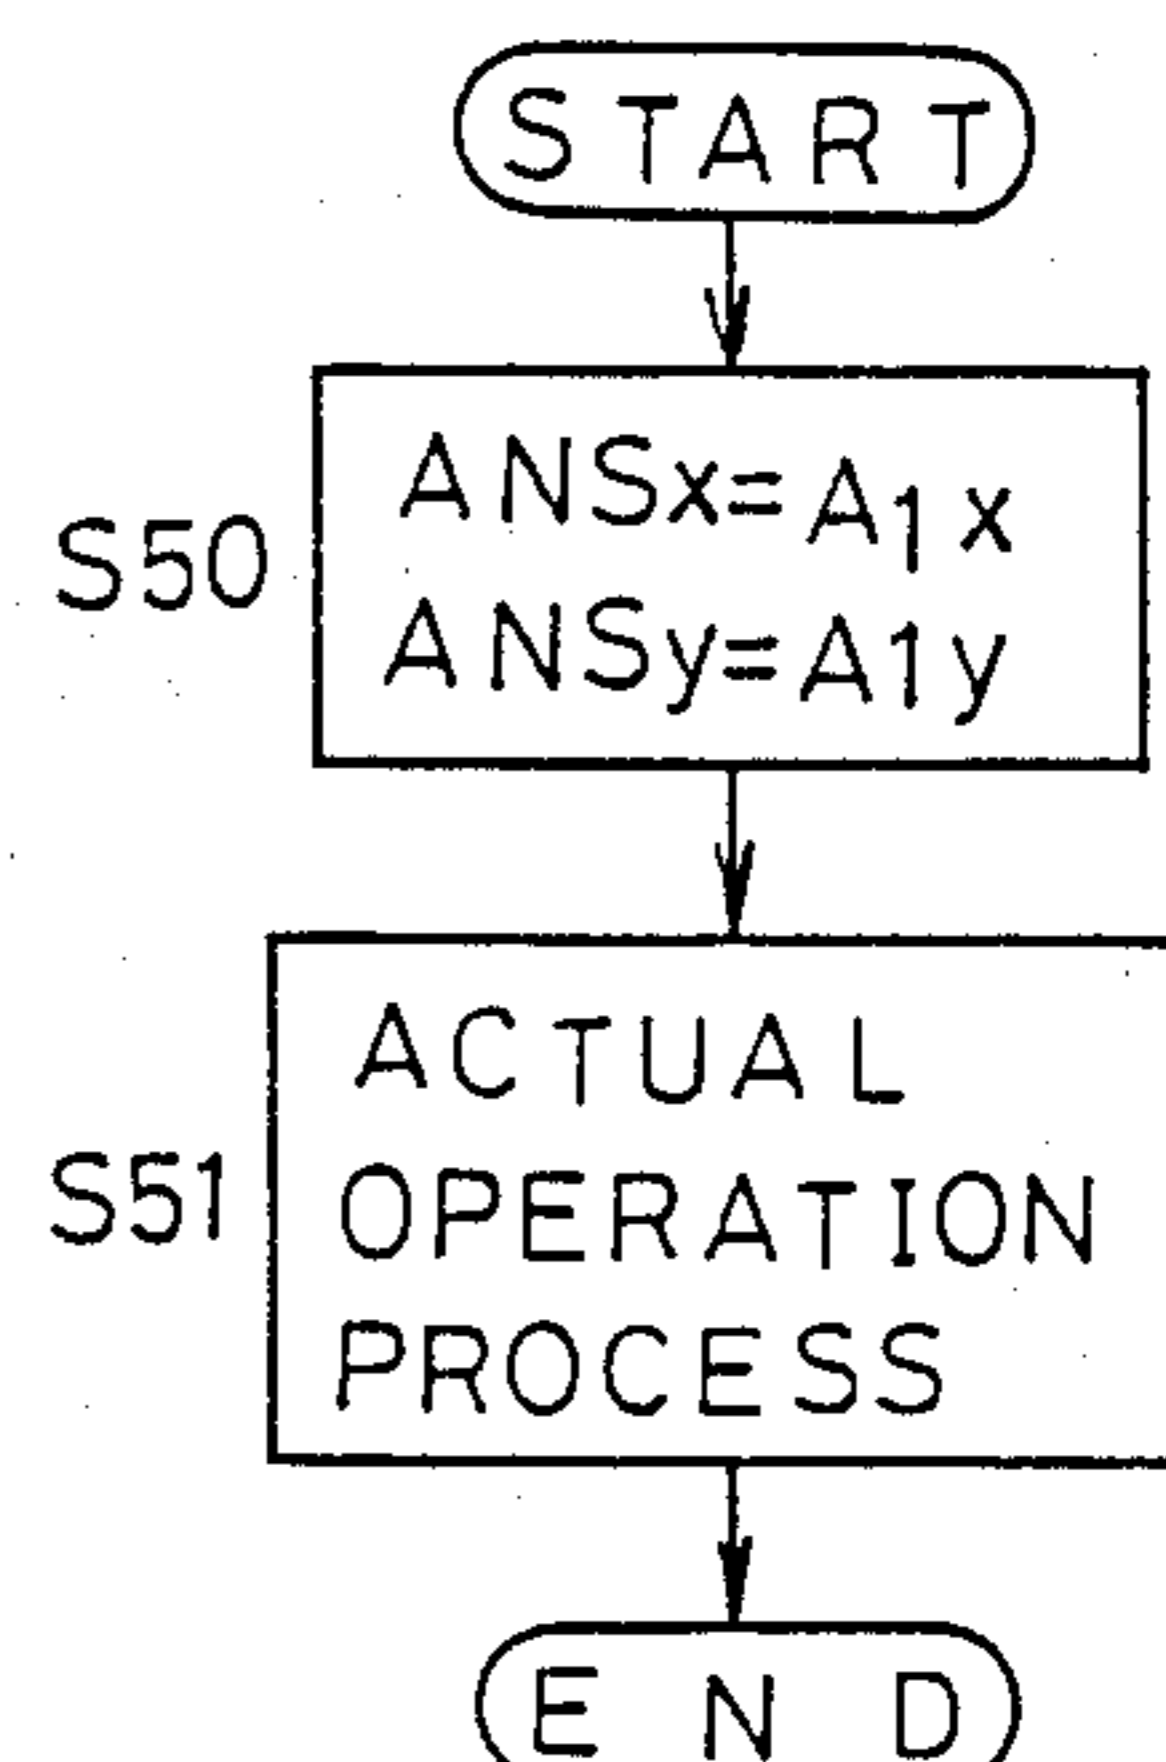 START
S50
ANSx=A1x
ANSy=A1y
S51
ACTUAL
OPERATION
PROCESS
END